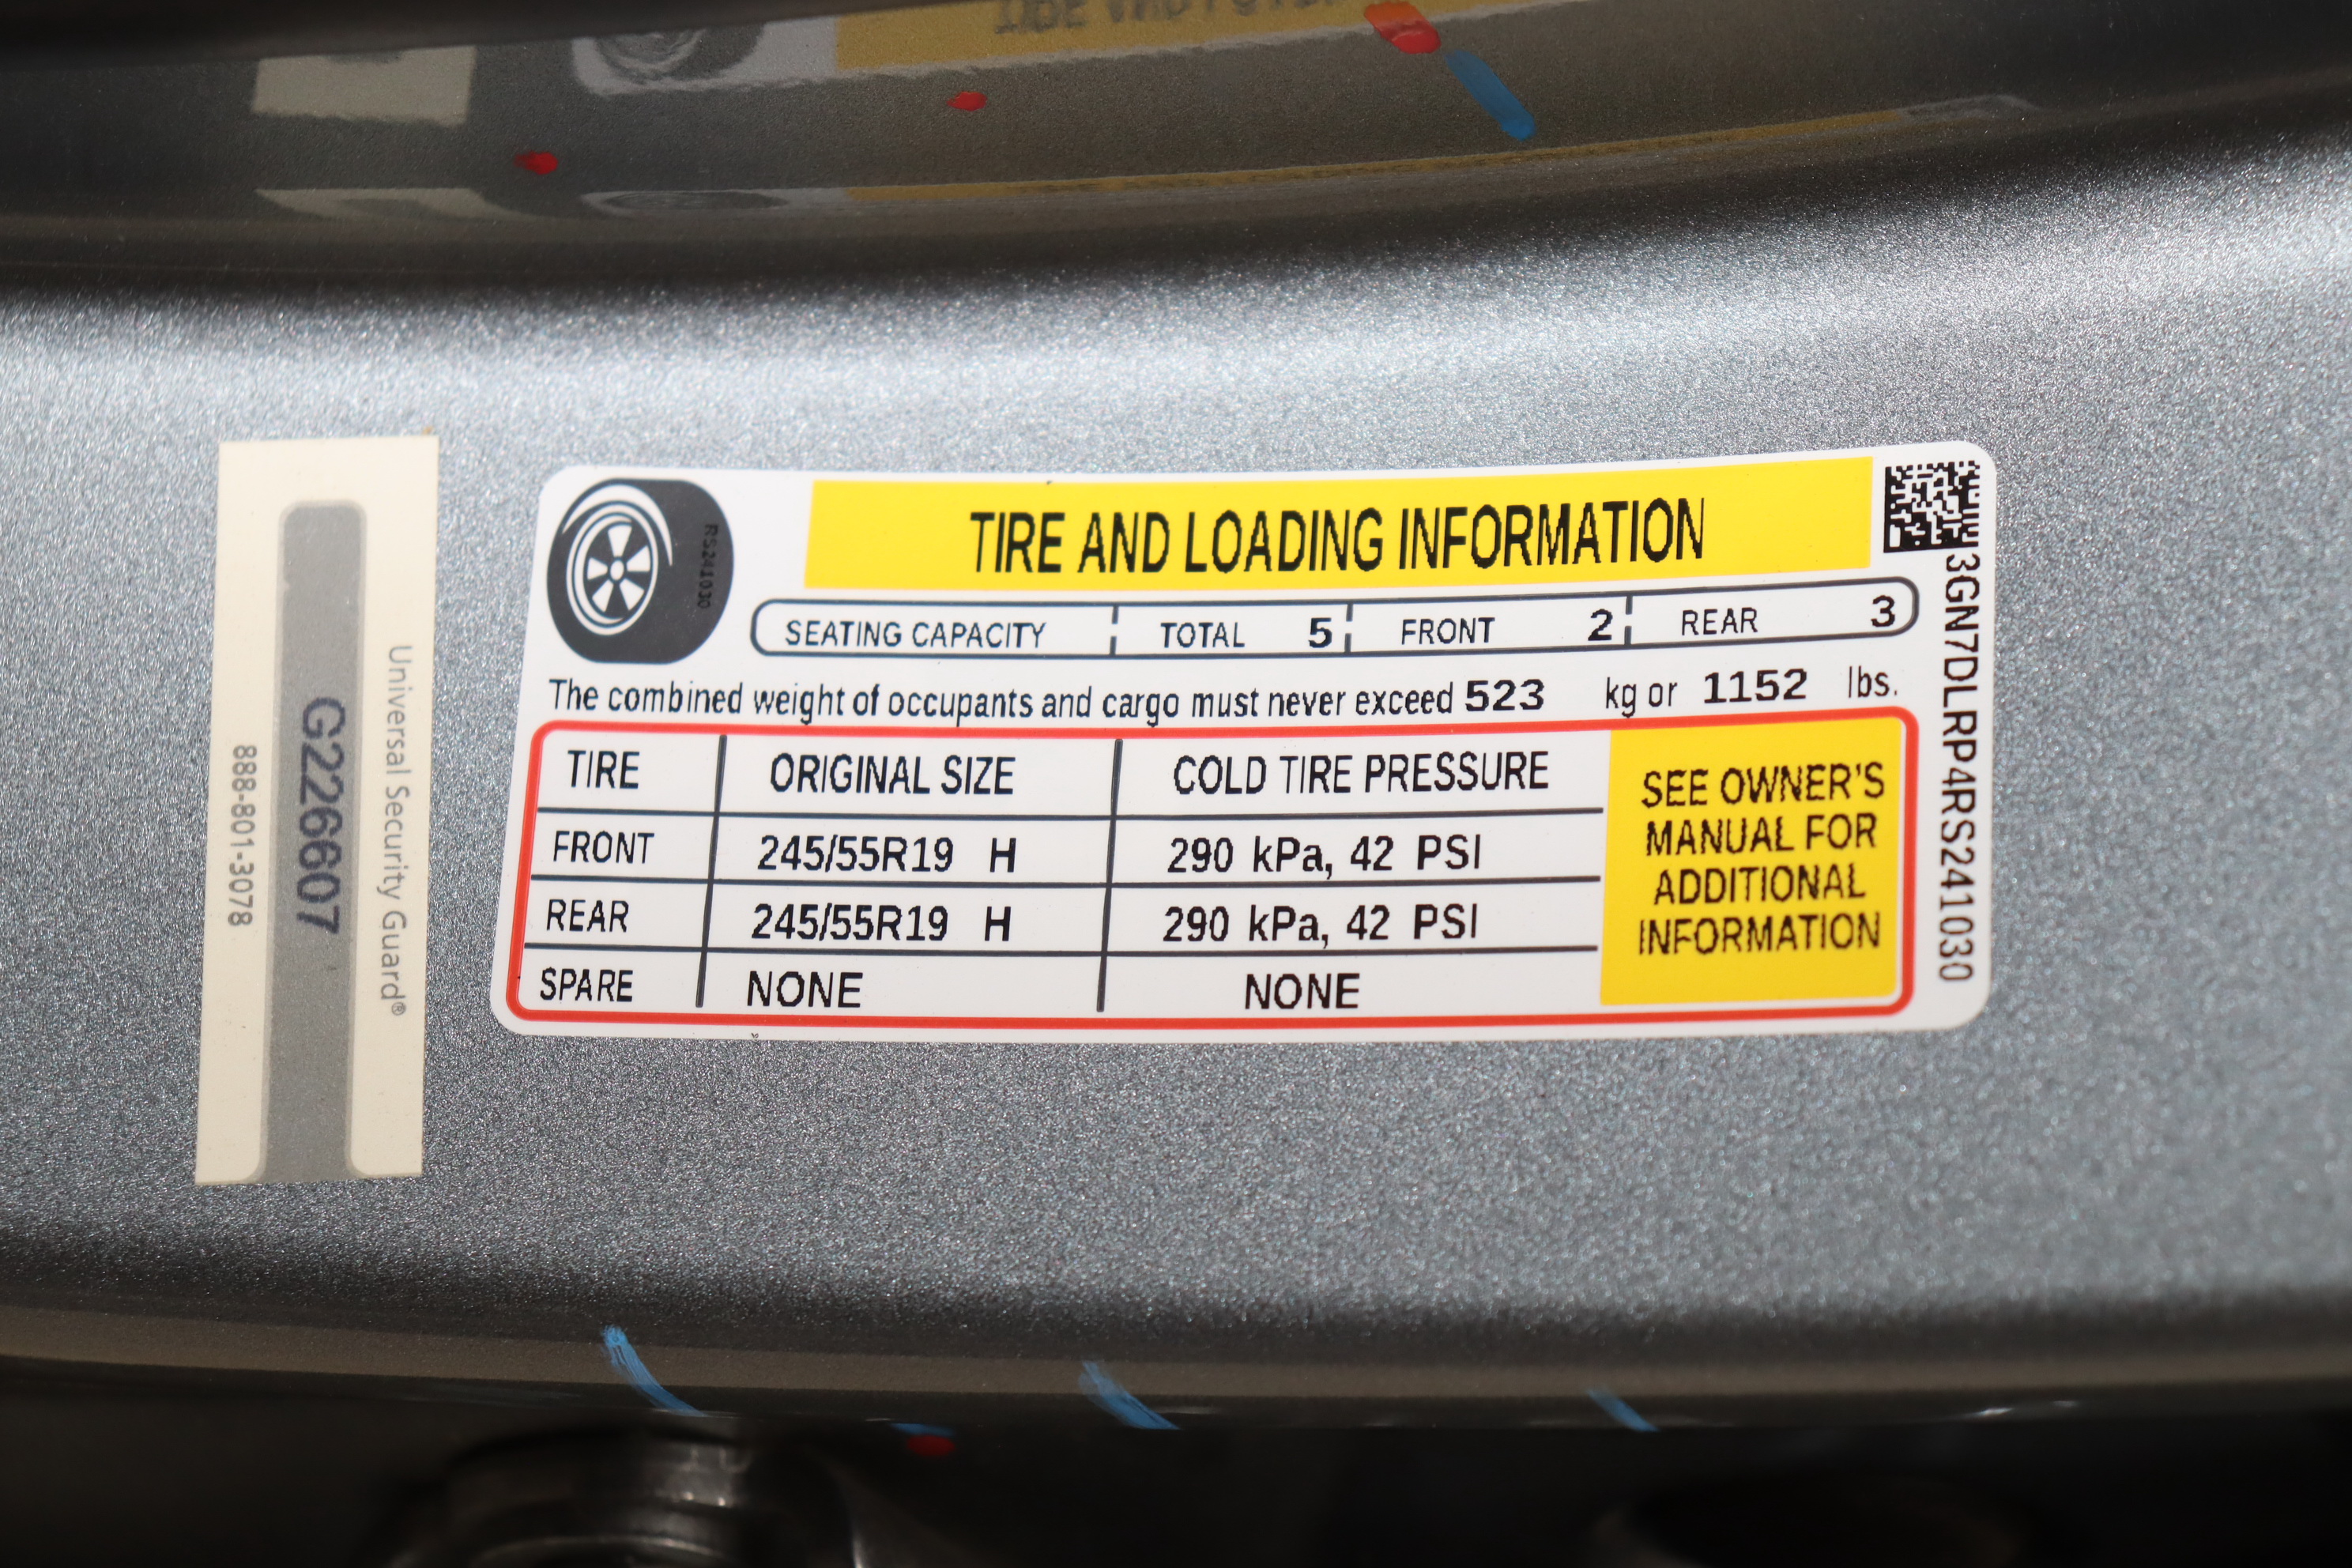 Universal Security Guard®
G226607
888-801-3078
RS241030
TIRE AND LOADING INFORMATION
SEATING CAPACITY TOTAL 5 FRONT 2 REAR 3
The combined weight of occupants and cargo must never exceed 523 kg or 1152 lbs.
TIRE ORIGINAL SIZE COLD TIRE PRESSURE
FRONT 245/55R19 H 290 kPa, 42 PSI
REAR 245/55R19 H 290 kPa, 42 PSI
SPARE NONE NONE
SEE OWNER'S
MANUAL FOR
ADDITIONAL
INFORMATION
3GN7DLRP4RS241030